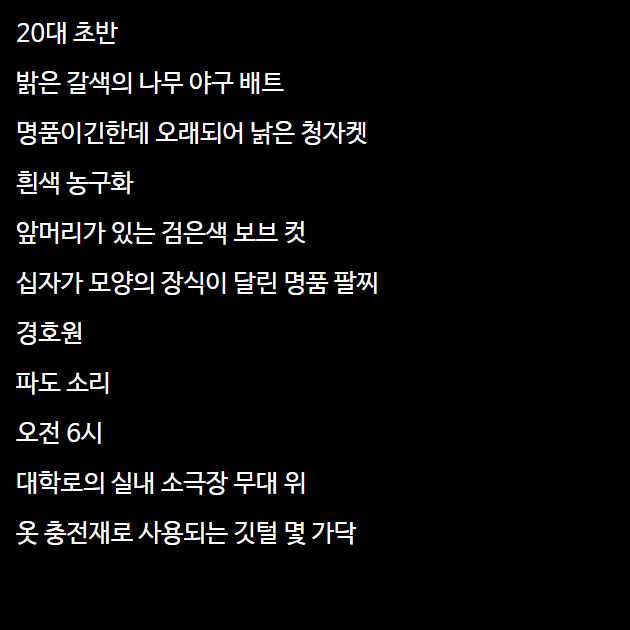 20대 초반
밝은 갈색의 나무 야구 배트
명품이긴한데 오래되어 낡은 청자켓
흰색 농구화
앞머리가 있는 검은색 보브 컷
십자가 모양의 장식이 달린 명품 팔찌
경호원
파도 소리
오전 6시
대학로의 실내 소극장 무대 위
옷 충전재로 사용되는 깃털 몇 가닥